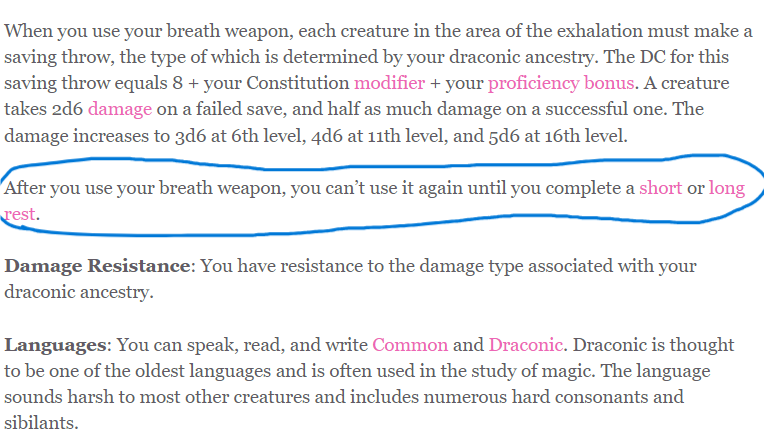 When you use your breath weapon, each creature in the area of the exhalation must make a
saving throw, the type of which is determined by your draconic ancestry. The DC for this
saving throw equals 8 + your Constitution modifier + your proficiency bonus. A creature
takes 2d6 damage on a failed save, and half as much damage on a successful one. The
damage increases to 3d6 at 6th level, 4d6 at 11th level, and 5d6 at 16th level.
After you use your breath weapon, you can’t use it again until you complete a short or long
rest.
Damage Resistance: You have resistance to the damage type associated with your
draconic ancestry.
Languages: You can speak, read, and write Common and Draconic. Draconic is thought
to be one of the oldest languages and is often used in the study of magic. The language
sounds harsh to most other creatures and includes numerous hard consonants and
sibilants.